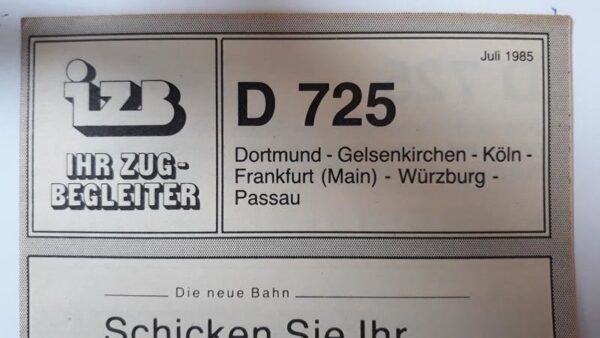 Juli 1985
izb
IHR ZUG-
BEGLEITER
D 725
Dortmund - Gelsenkirchen - Köln -
Frankfurt (Main) - Würzburg -
Passau
Die neue Bahn
Schicken Sie Ihr